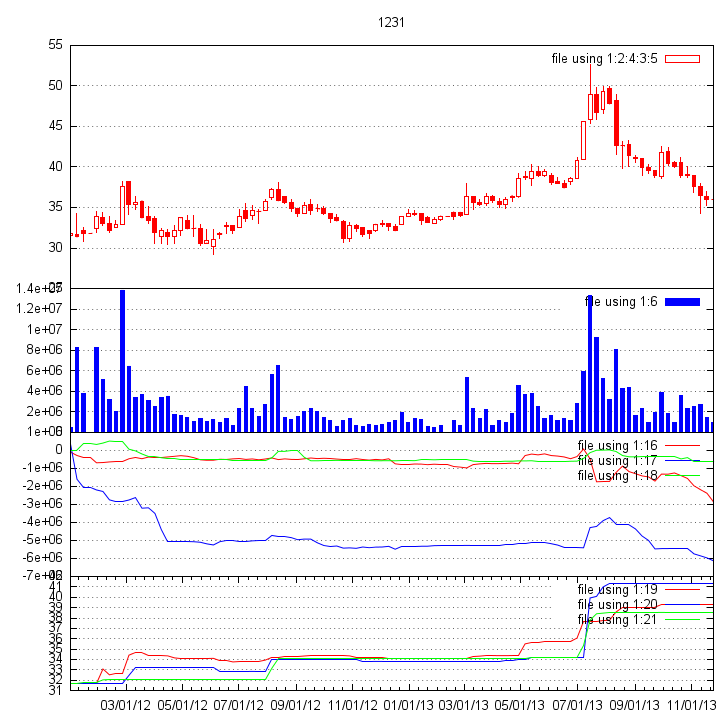 1231
55
file using 1:2:4:3:5
50
45
40
35
30
1.4e+07
file using 1:6
1.2e+07
1e+07
8e+06
6e+06
4e+06
2e+06
file using 1:16
0
file using 1:17
-1e+06
file using 1:18
-2e+06
-3e+06
-4e+06
-5e+06
-6e+06
-7e+06
41
file using 1:19
40
39
file using 1:20
38
file using 1:21
37
36
35
34
33
32
31
03/01/12 05/01/12 07/01/12 09/01/12 11/01/12 01/01/13 03/01/13 05/01/13 07/01/13 09/01/13 11/01/13